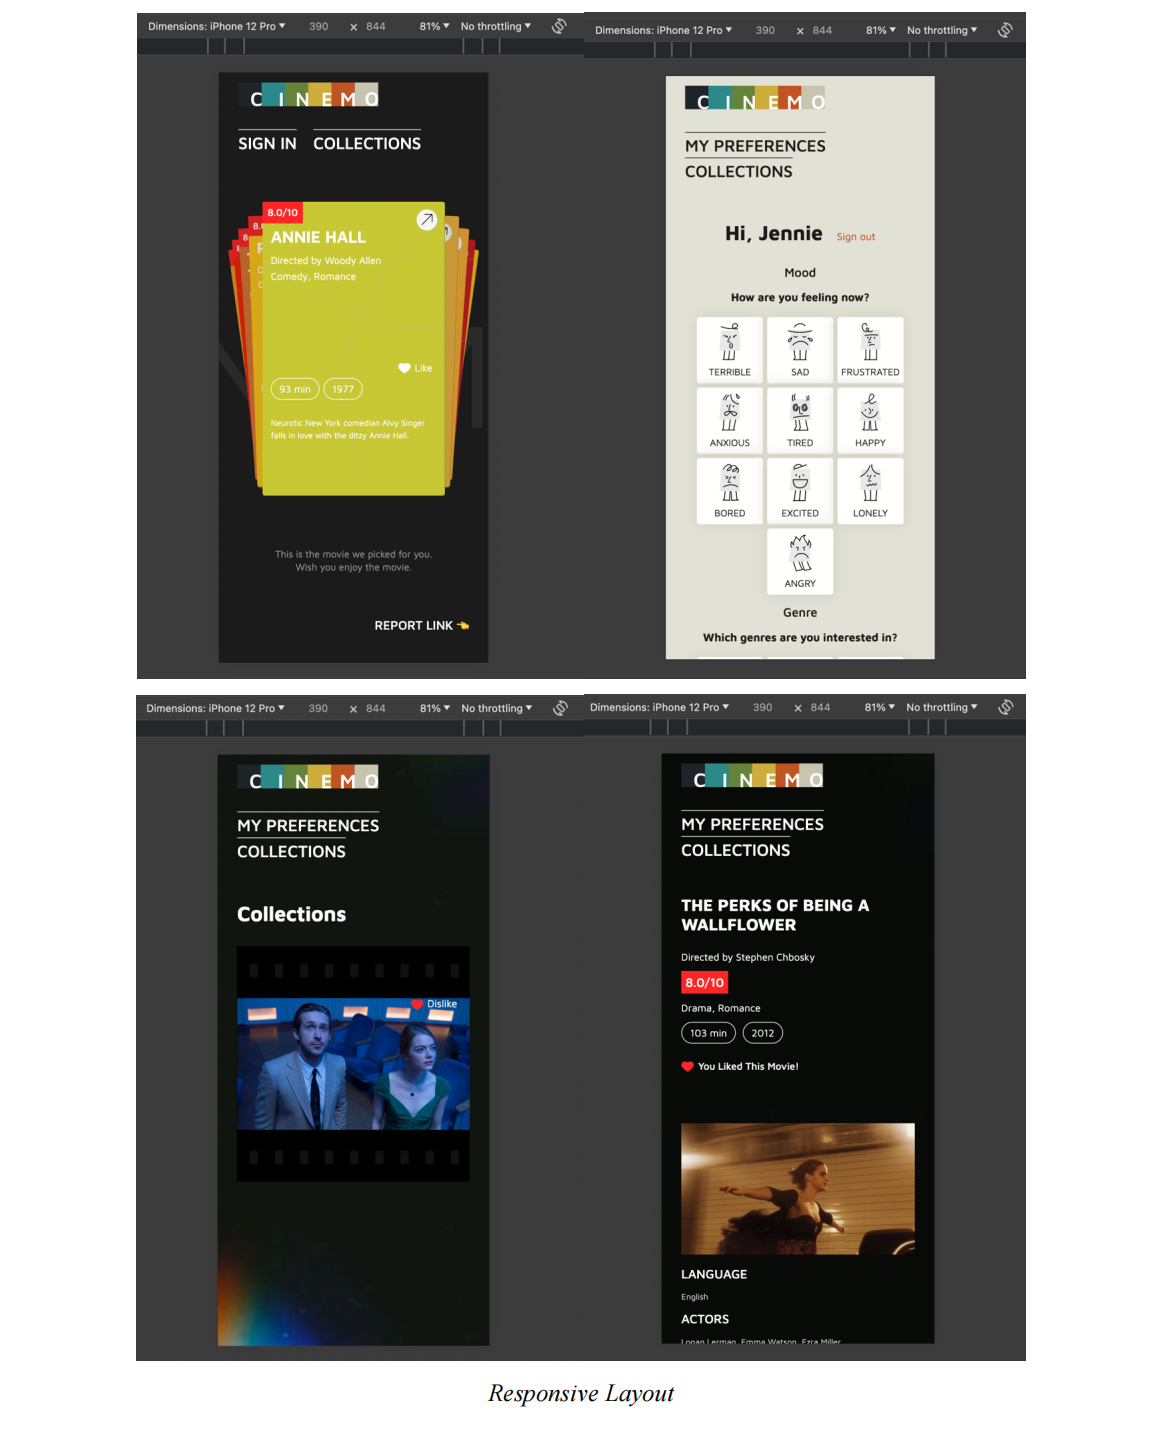 Dimensions: iPhone 12 Pro ▼ 390 × 844 81% ▼ No throttling ▼
CINEMO
SIGN IN COLLECTIONS
8.0/10
ANNIE HALL
Directed by Woody Allen
Comedy, Romance
Like
93 min 1977
Neurotic New York comedian Alvy Singer
falls in love with the ditzy Annie Hall.
This is the movie we picked for you.
Wish you enjoy the movie.
REPORT LINK
Dimensions: iPhone 12 Pro ▼ 390 × 844 81% ▼ No throttling ▼
CINEMO
MY PREFERENCES
COLLECTIONS
Hi, Jennie Sign out
Mood
How are you feeling now?
TERRIBLE SAD FRUSTRATED
ANXIOUS TIRED HAPPY
BORED EXCITED LONELY
ANGRY
Genre
Which genres are you interested in?
Dimensions: iPhone 12 Pro ▼ 390 × 844 81% ▼ No throttling ▼
CINEMO
MY PREFERENCES
COLLECTIONS
Collections
Dislike
Dimensions: iPhone 12 Pro ▼ 390 × 844 81% ▼ No throttling ▼
CINEMO
MY PREFERENCES
COLLECTIONS
THE PERKS OF BEING A
WALLFLOWER
Directed by Stephen Chbosky
8.0/10
Drama, Romance
103 min 2012
You Liked This Movie!
LANGUAGE
English
ACTORS
Logan Lerman, Emma Watson, Ezra Miller
Responsive Layout